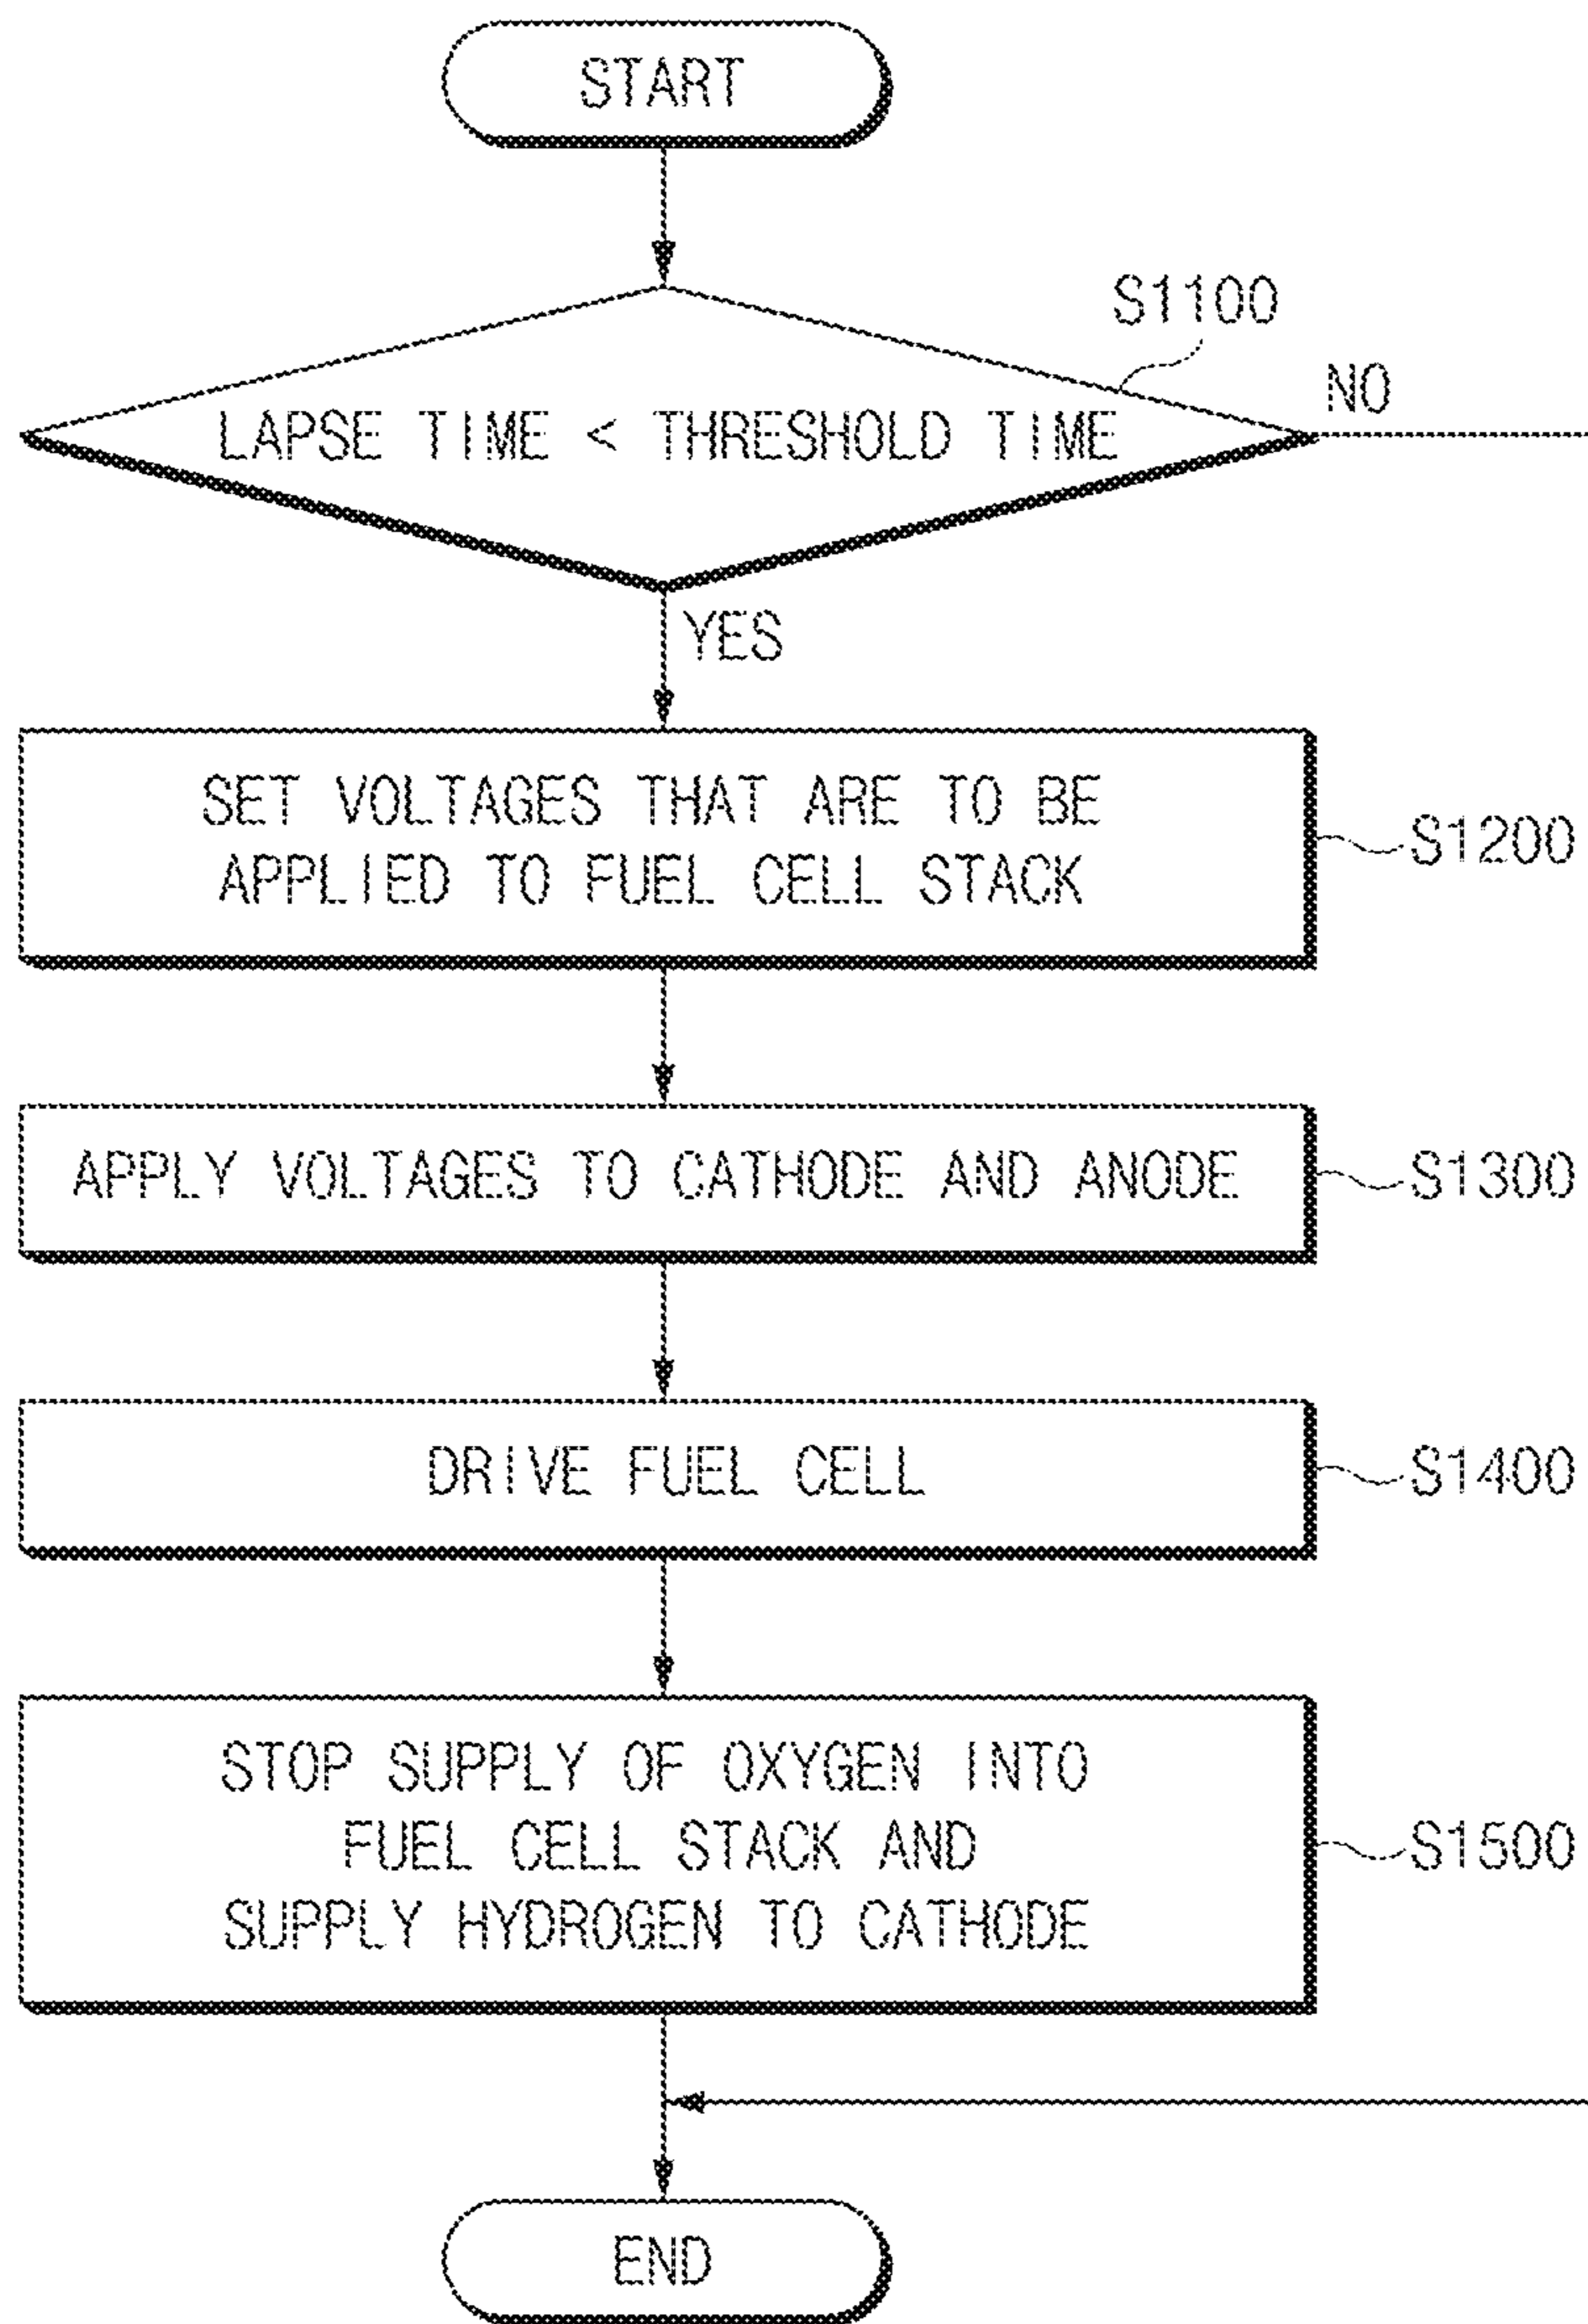 START
S1100
NO
LAPSE TIME < THRESHOLD TIME
YES
SET VOLTAGES THAT ARE TO BE
APPLIED TO FUEL CELL STACK
S1200
APPLY VOLTAGES TO CATHODE AND ANODE
S1300
DRIVE FUEL CELL
S1400
STOP SUPPLY OF OXYGEN INTO
FUEL CELL STACK AND
SUPPLY HYDROGEN TO CATHODE
S1500
END